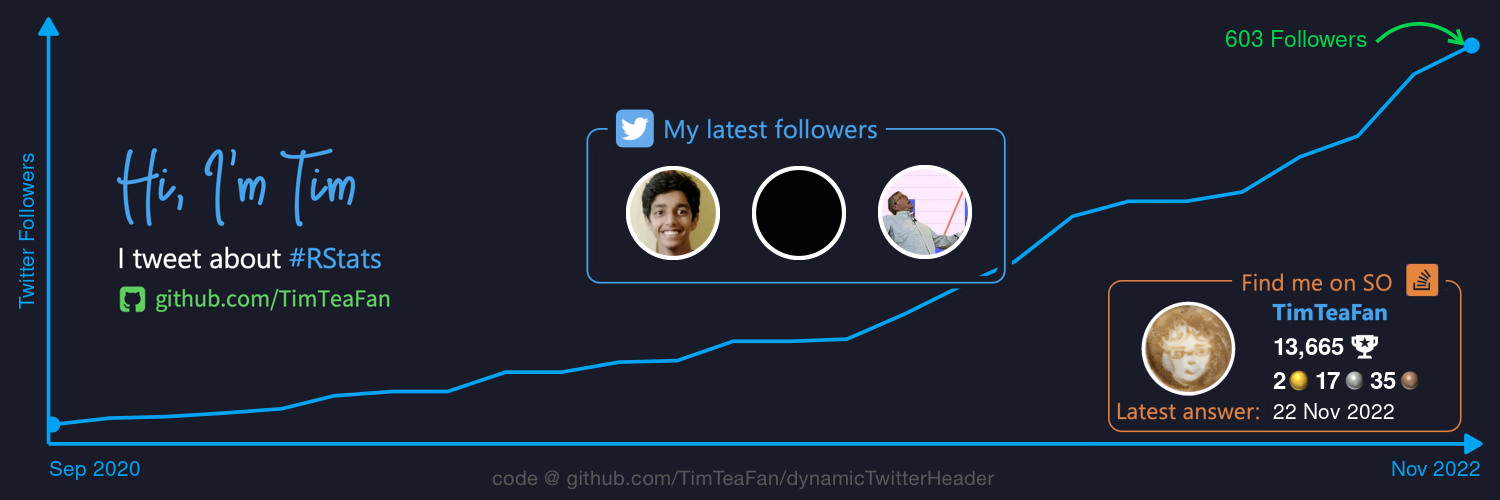 603 Followers
My latest followers
Twitter Followers
Hi, I'm Tim
I tweet about #RStats
github.com/TimTeaFan
Find me on SO
TimTeaFan
13,665
2 17 35
Latest answer: 22 Nov 2022
Sep 2020
Nov 2022
code @ github.com/TimTeaFan/dynamicTwitterHeader